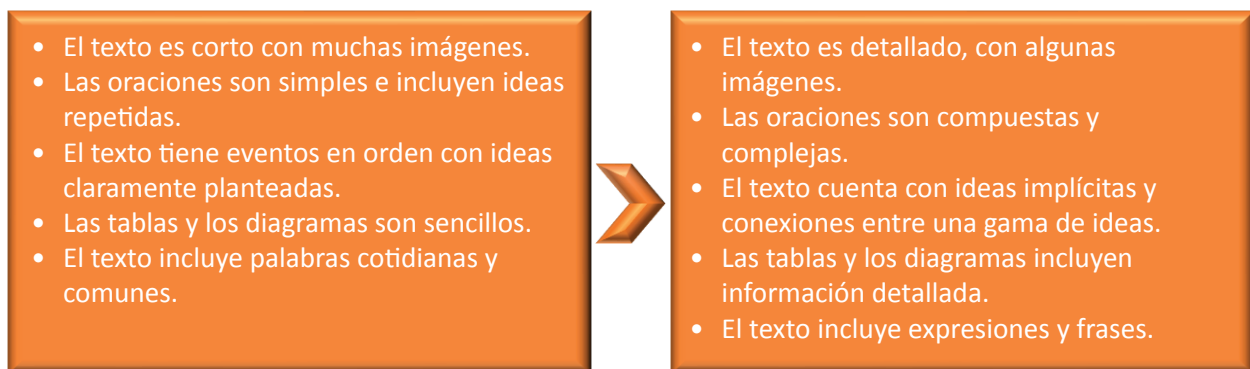 • El texto es corto con muchas imágenes.
• Las oraciones son simples e incluyen ideas
repetidas.
• El texto tiene eventos en orden con ideas
claramente planteadas.
• Las tablas y los diagramas son sencillos.
• El texto incluye palabras cotidianas y
comunes.
• El texto es detallado, con algunas
imágenes.
• Las oraciones son compuestas y
complejas.
• El texto cuenta con ideas implícitas y
conexiones entre una gama de ideas.
• Las tablas y los diagramas incluyen
información detallada.
• El texto incluye expresiones y frases.